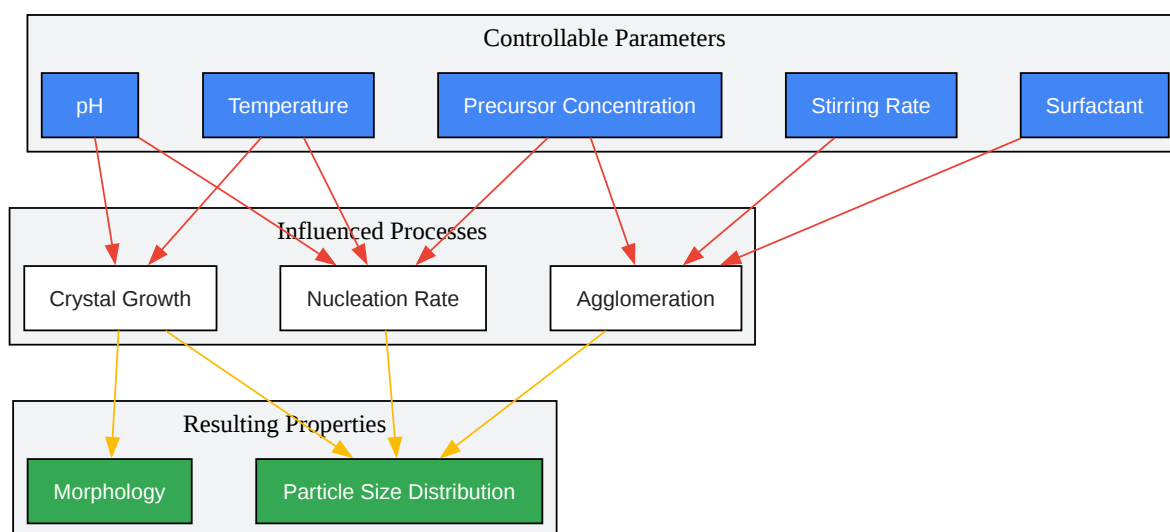 Controllable Parameters
pH
Temperature
Precursor Concentration
Stirring Rate
Surfactant
Influenced Processes
Crystal Growth
Nucleation Rate
Agglomeration
Resulting Properties
Morphology
Particle Size Distribution